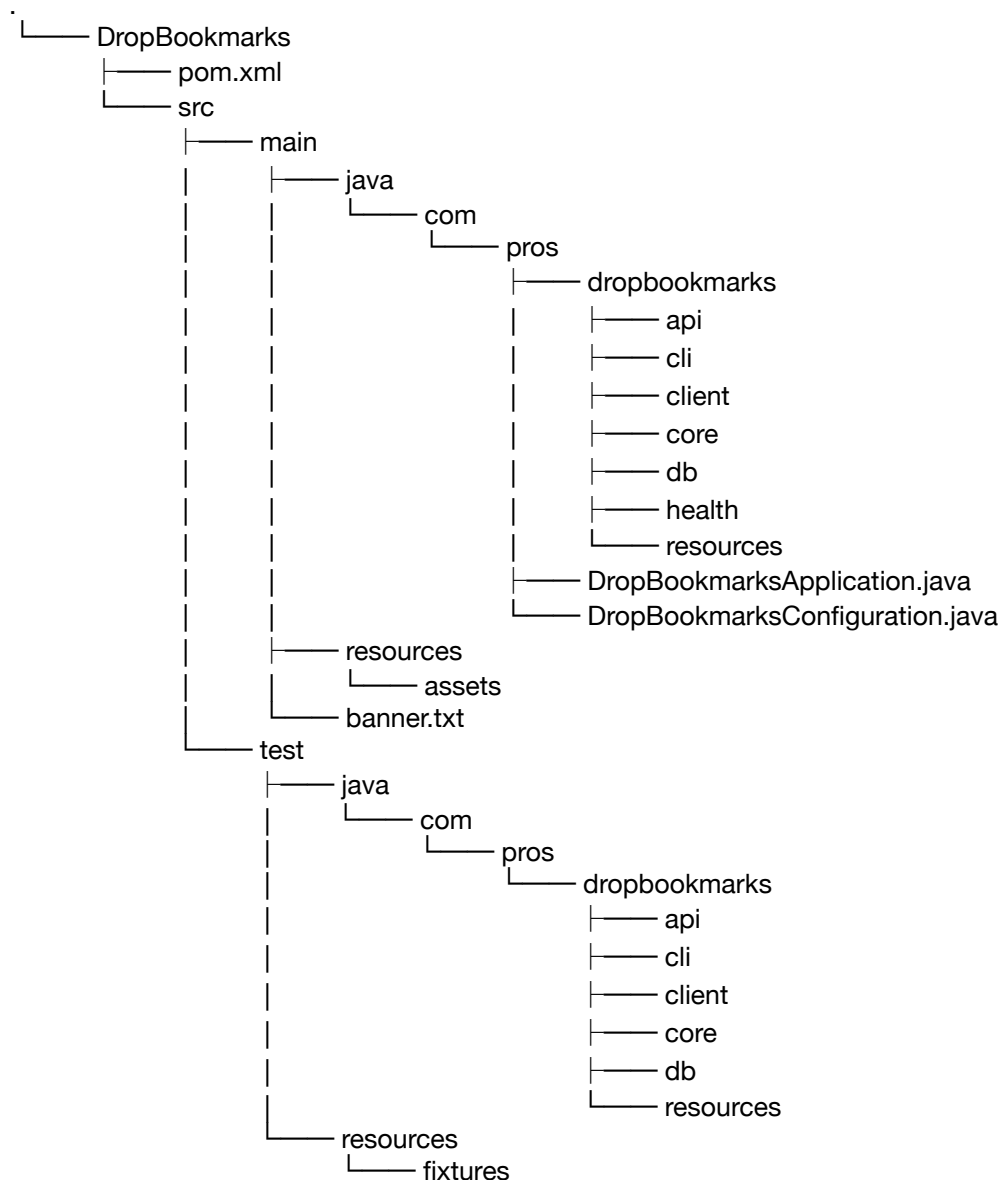 .
DropBookmarks
pom.xml
src
main
java
com
pros
dropbookmarks
api
cli
client
core
db
health
resources
DropBookmarksApplication.java
DropBookmarksConfiguration.java
resources
assets
banner.txt
test
java
com
pros
dropbookmarks
api
cli
client
core
db
resources
resources
fixtures